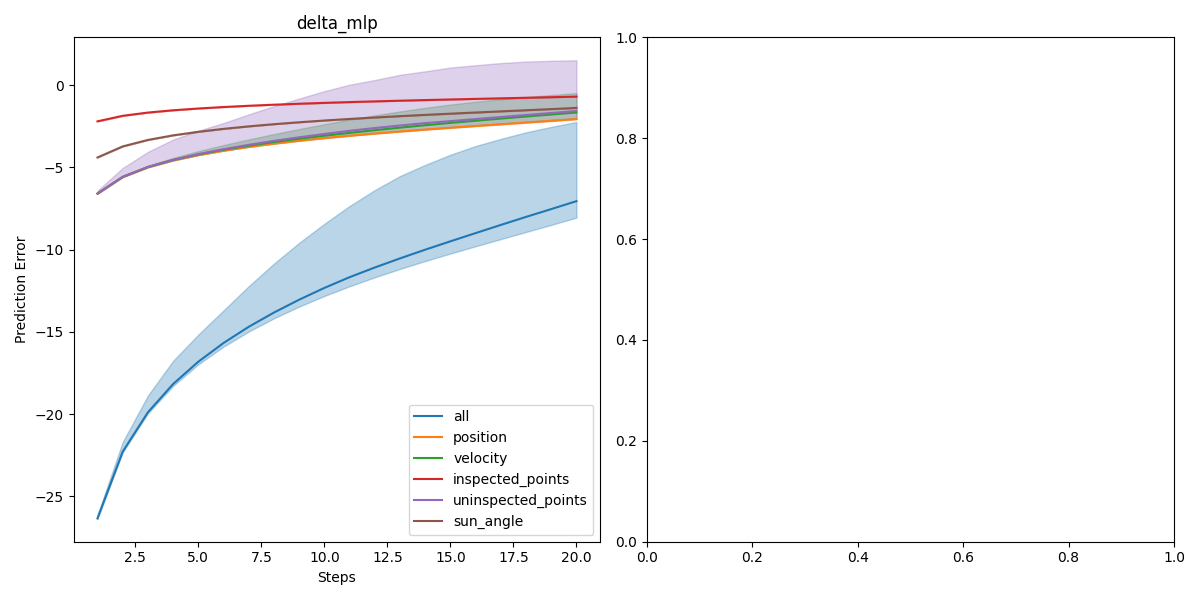 delta_mlp
Prediction Error
0
−5
−10
−15
−20
−25
2.5 5.0 7.5 10.0 12.5 15.0 17.5 20.0
Steps
all
position
velocity
inspected_points
uninspected_points
sun_angle
1.0
0.8
0.6
0.4
0.2
0.0
0.0 0.2 0.4 0.6 0.8 1.0